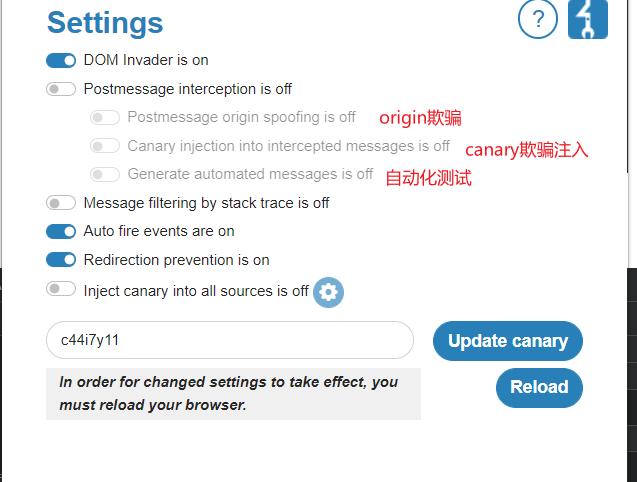 Settings
?
DOM Invader is on
Postmessage interception is off
Postmessage origin spoofing is off origin欺骗
Canary injection into intercepted messages is off canary欺骗注入
Generate automated messages is off 自动化测试
Message filtering by stack trace is off
Auto fire events are on
Redirection prevention is on
Inject canary into all sources is off
c44i7y11 Update canary
In order for changed settings to take effect, you Reload
must reload your browser.